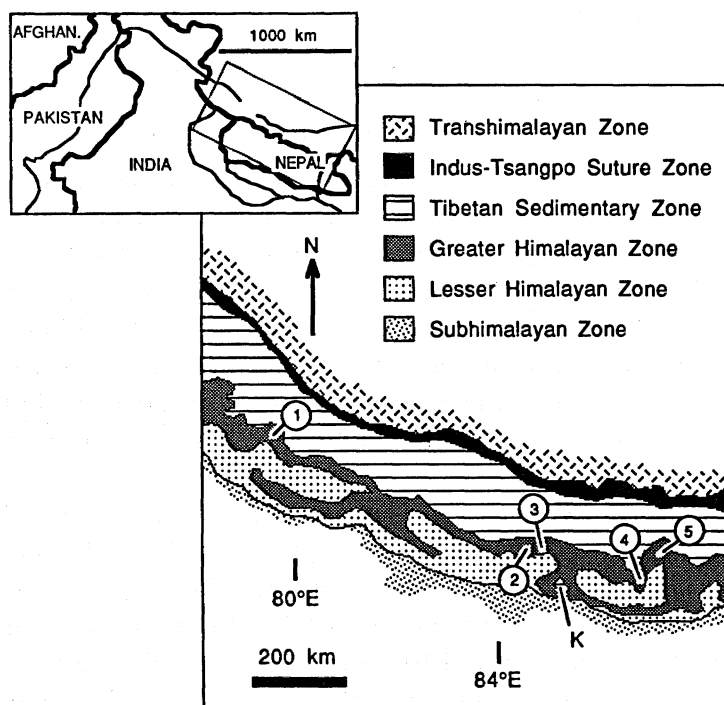 AFGHAN.
1000 km
PAKISTAN
INDIA
NEPAL
Transhimalayan Zone
Indus-Tsangpo Suture Zone
Tibetan Sedimentary Zone
Greater Himalayan Zone
Lesser Himalayan Zone
Subhimalayan Zone
N
1
3
4
5
2
80°E
K
84°E
200 km